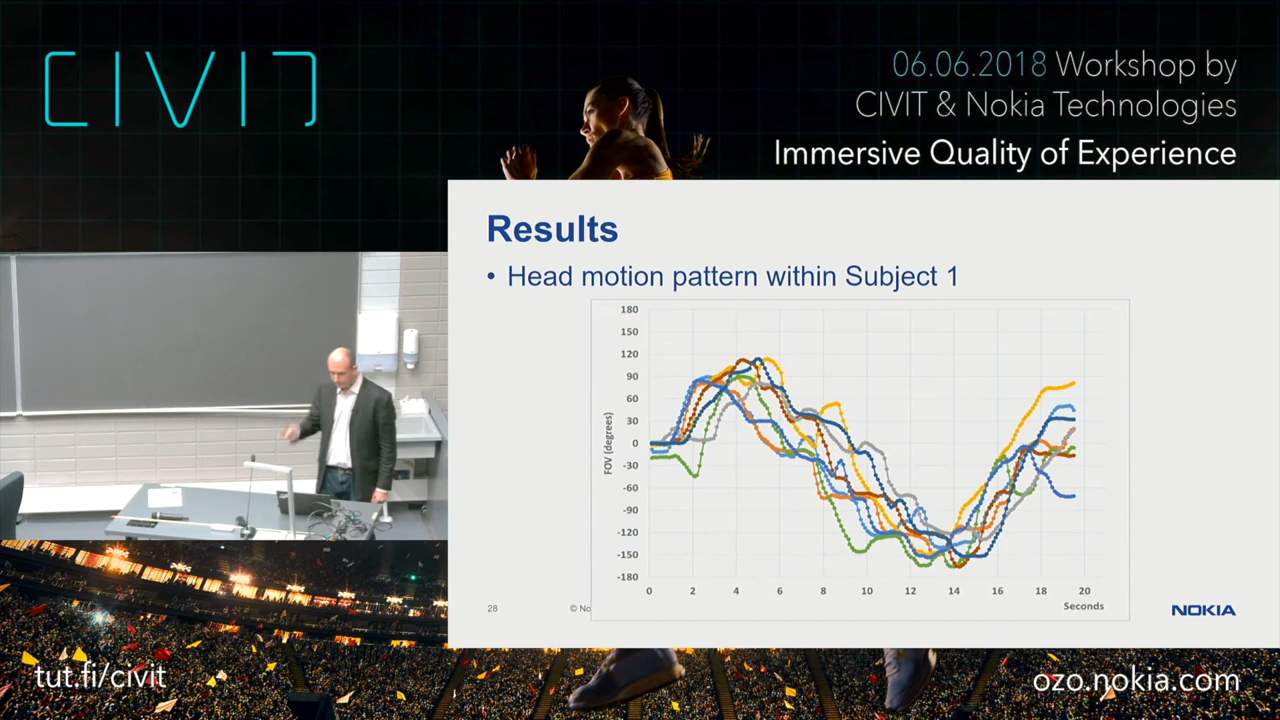 CIVIT
06.06.2018 Workshop by
CIVIT & Nokia Technologies
Immersive Quality of Experience
Results
• Head motion pattern within Subject 1
180
150
120
90
60
30
0
-30
-60
-90
-120
-150
-180
FOV (degrees)
0 2 4 6 8 10 12 14 16 18 20
Seconds
28
© No
NOKIA
tut.fi/civit
ozo.nokia.com